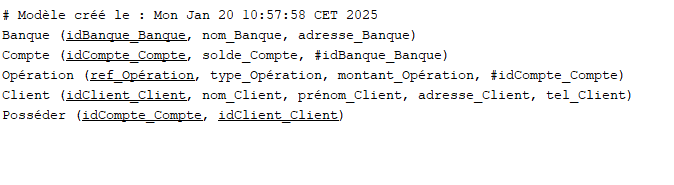 # Modèle créé le : Mon Jan 20 10:57:58 CET 2025
Banque (idBanque_Banque, nom_Banque, adresse_Banque)
Compte (idCompte_Compte, solde_Compte, #idBanque_Banque)
Opération (ref_Opération, type_Opération, montant_Opération, #idCompte_Compte)
Client (idClient_Client, nom_Client, prénom_Client, adresse_Client, tel_Client)
Posséder (idCompte_Compte, idClient_Client)